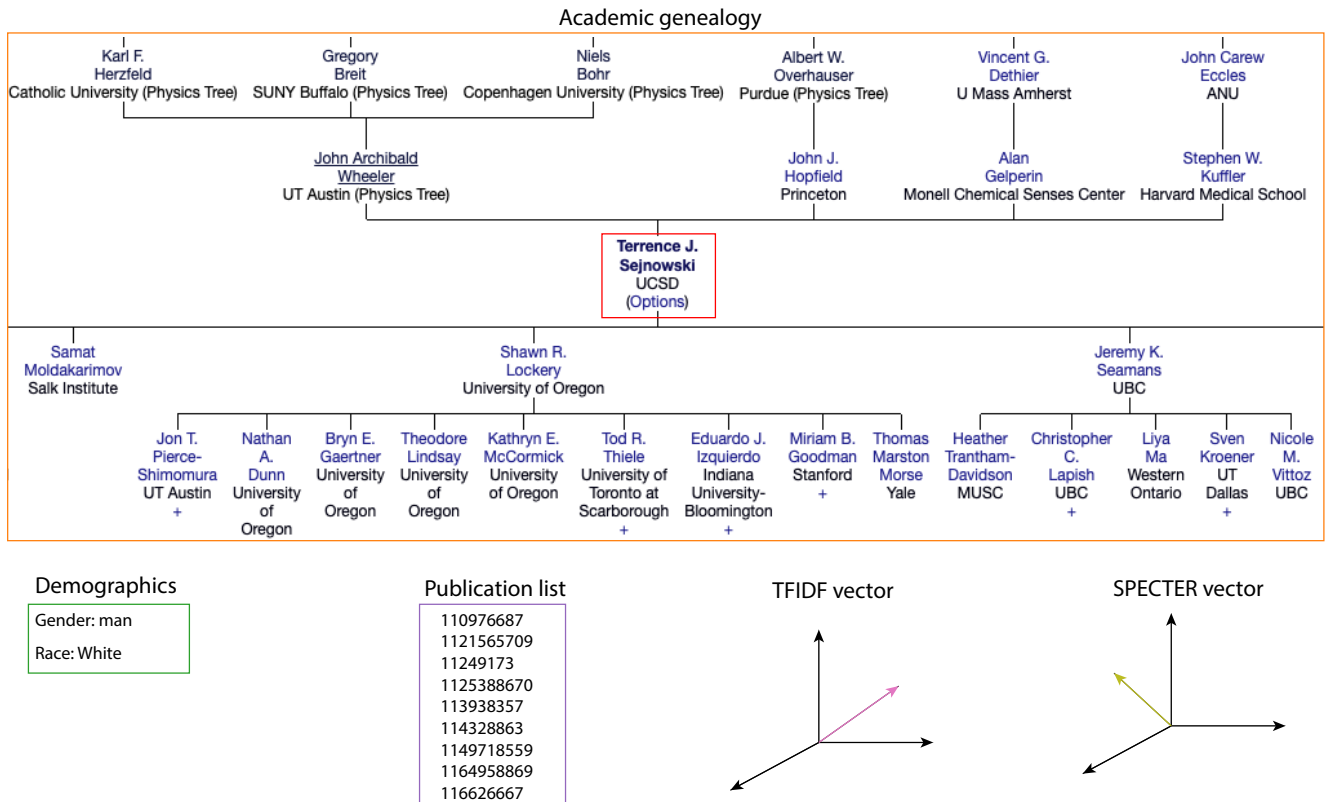 Academic genealogy
Karl F.
Herzfeld
Catholic University (Physics Tree)
Gregory
Breit
SUNY Buffalo (Physics Tree)
Niels
Bohr
Copenhagen University (Physics Tree)
Albert W.
Overhauser
Purdue (Physics Tree)
Vincent G.
Dethier
U Mass Amherst
John Carew
Eccles
ANU
John Archibald
Wheeler
UT Austin (Physics Tree)
John J.
Hopfield
Princeton
Alan
Gelperin
Monell Chemical Senses Center
Stephen W.
Kuffler
Harvard Medical School
Terrence J.
Sejnowski
UCSD
(Options)
Samat
Moldakarimov
Salk Institute
Shawn R.
Lockery
University of Oregon
Jeremy K.
Seamans
UBC
Jon T.
Pierce-
Shimomura
UT Austin
+
Nathan
A.
Dunn
University
of
Oregon
Bryn E.
Gaertner
University
of
Oregon
Theodore
Lindsay
University
of
Oregon
Kathryn E.
McCormick
University
of Oregon
Tod R.
Thiele
University of
Toronto at
Scarborough
+
Eduardo J.
Izquierdo
Indiana
University-
Bloomington
+
Miriam B.
Goodman
Stanford
+
Thomas
Marston
Morse
Yale
Heather
Trantham-
Davidson
MUSC
Christopher
C.
Lapish
UBC
+
Liya
Ma
Western
Ontario
Sven
Kroener
UT
Dallas
+
Nicole
M.
Vittoz
UBC
Demographics
Gender: man
Race: White
Publication list
110976687
1121565709
11249173
1125388670
113938357
114328863
1149718559
1164958869
116626667
TFIDF vector
SPECTER vector